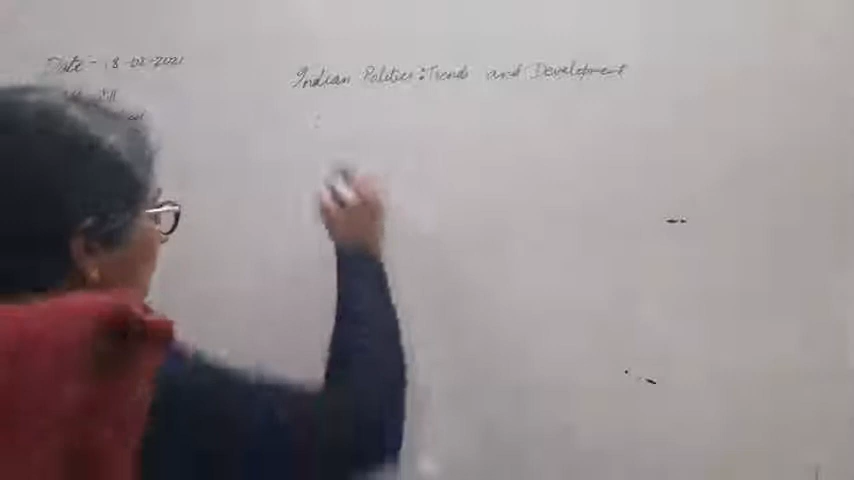 Date - 18-02-2021
Indian Politics : Trends and Development